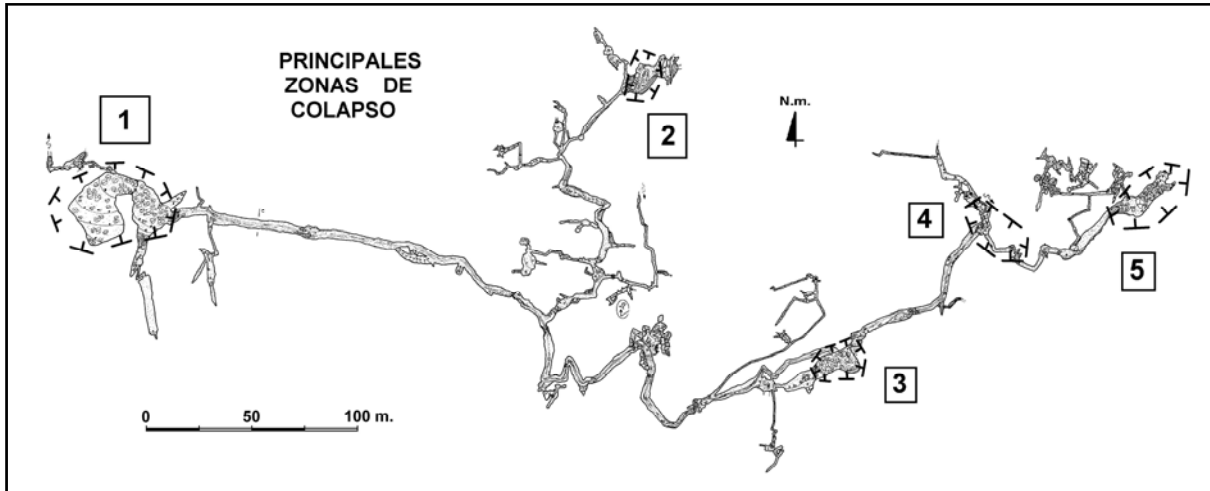 PRINCIPALES
ZONAS DE
COLAPSO
1
2
N.m.
4
5
3
0 50 100 m.